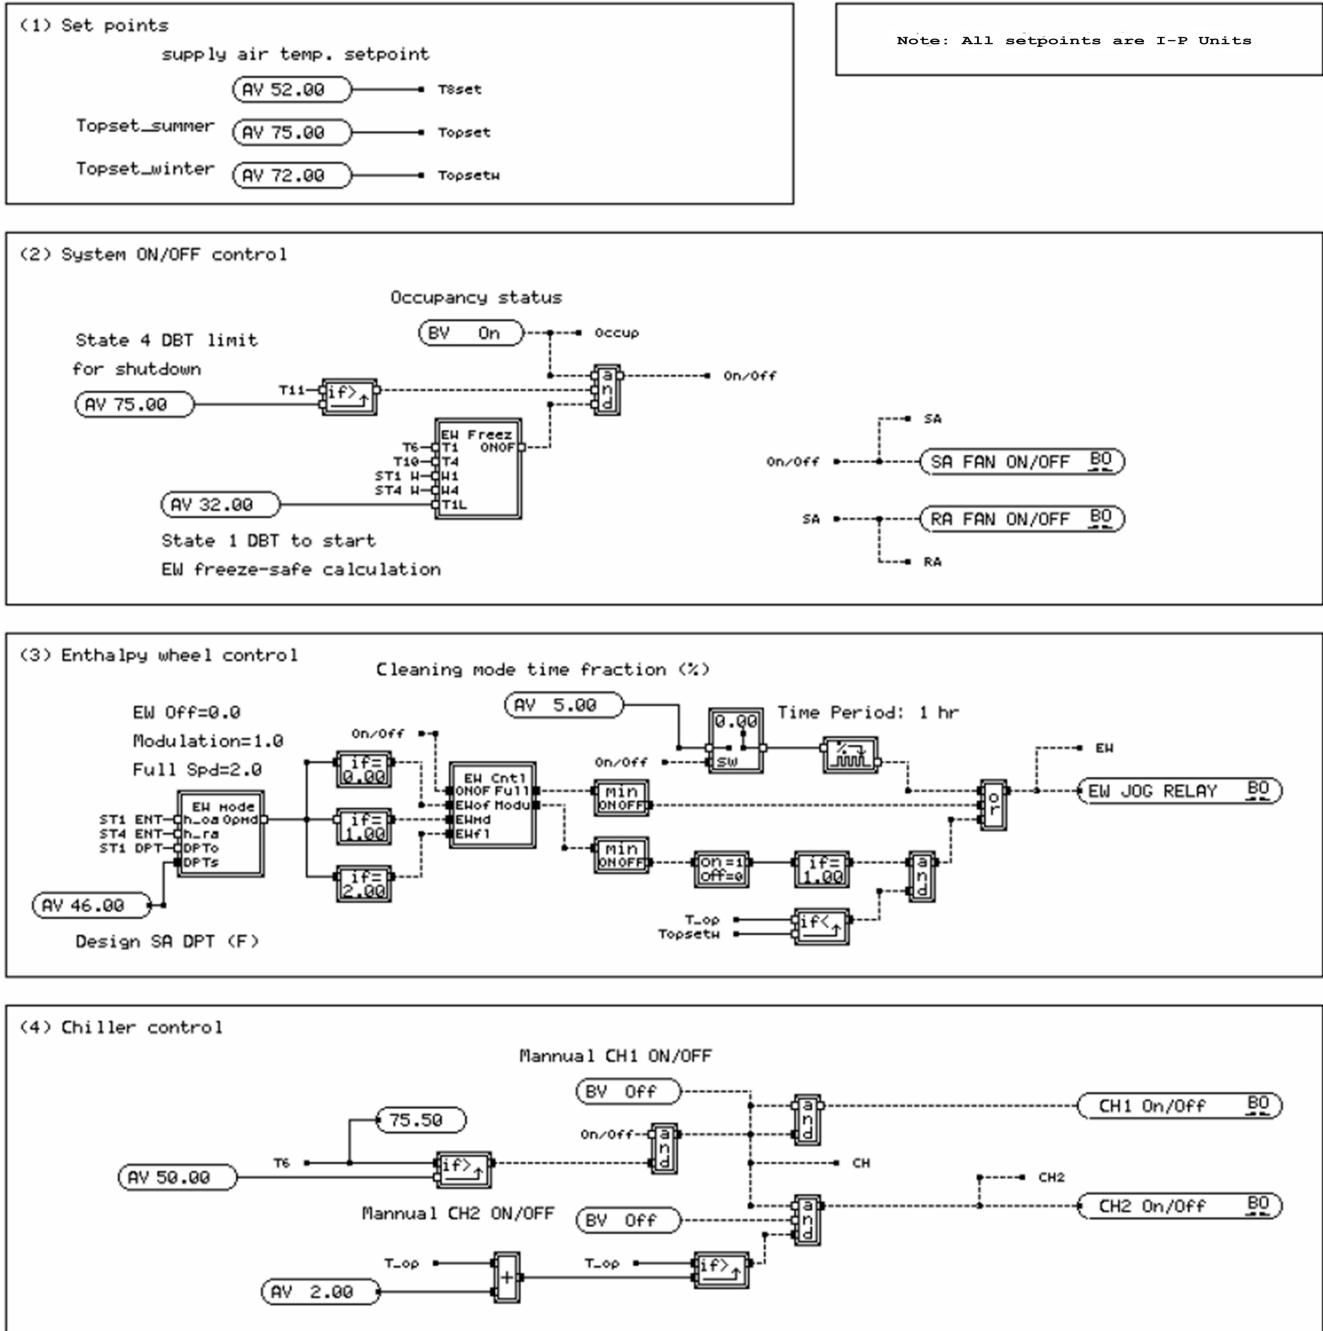 (1) Set points
supply air temp. setpoint
AV 52.00 T8set
Topset_summer AV 75.00 Topset
Topset_winter AV 72.00 Topsetw
Note: All setpoints are I-P Units
(2) System ON/OFF control
Occupancy status
BV On Occup
State 4 DBT limit
for shutdown
AV 75.00
T11 if>
and
On/Off
EW Freez
T6 T1 ONOF
T10 T4
ST1 W W1
ST4 W W4
T1L
AV 32.00
State 1 DBT to start
EW freeze-safe calculation
SA
On/Off SA FAN ON/OFF BO
SA RA FAN ON/OFF BO
RA
(3) Enthalpy wheel control
Cleaning mode time fraction (%)
AV 5.00
EW Off=0.0
Modulation=1.0
Full Spd=2.0
0.00
SW
Time Period: 1 hr
On/Off
On/Off
if=
0.00
EW mode
ST1 ENT h_oa OpMd
ST4 ENT h_ra
ST1 DPT DPTo
DPTs
if=
1.00
if=
2.00
EW Cntl
ONOF Full
EWof Modu
EWmd
EWfl
min
ONOFF
min
ONOFF
on =1
off=0
if=
1.00
and
or
EW
EW JOG RELAY BO
AV 46.00
Design SA DPT (F)
T_op
Topsetw
if<
(4) Chiller control
Mannual CH1 ON/OFF
BV Off
and
CH1 On/Off BO
75.50
On/Off
and
T6
if>
CH
AV 50.00
CH2
Mannual CH2 ON/OFF
BV Off
and
CH2 On/Off BO
T_op
+
T_op
if>
AV 2.00